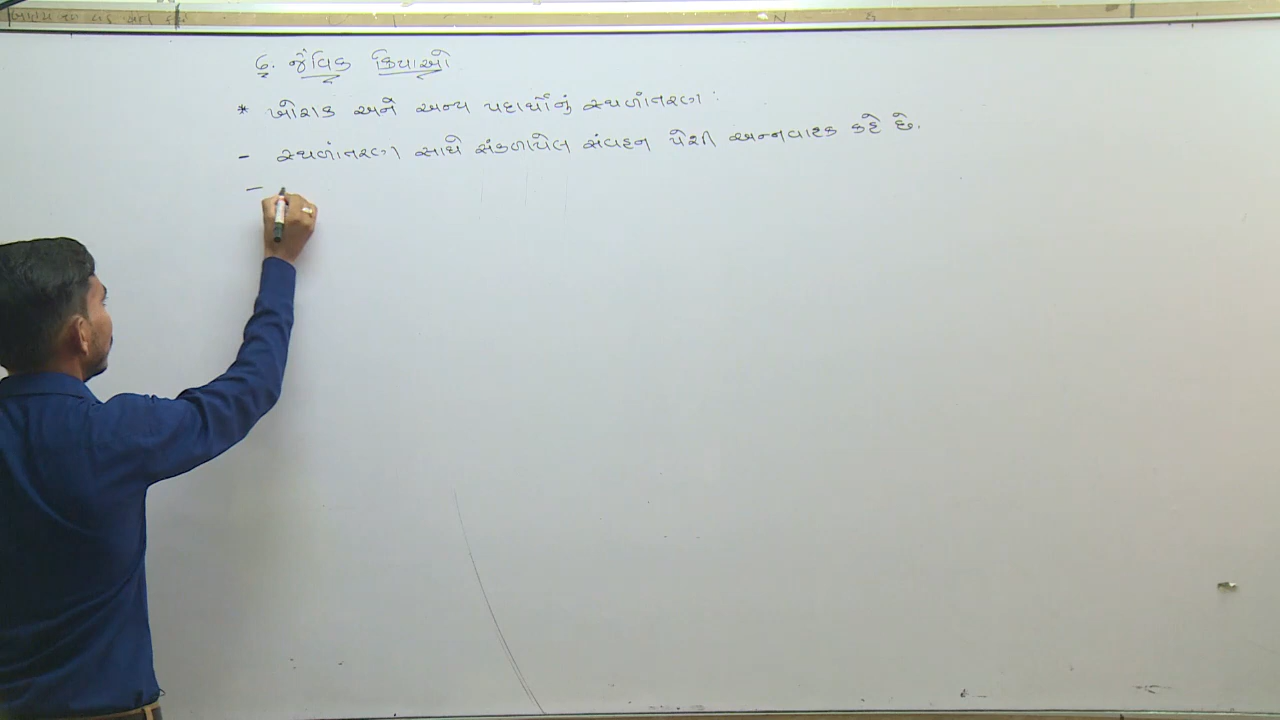 ૬. જૈવિક ક્રિયાઓ
* ખોરાક અને અન્ય પદાર્થોનું સ્થળાંતરણ :
- સ્થળાંતરણ સાથે સંકળાયેલ સંવહન પેશી અન્નવાહક કહે છે.
-